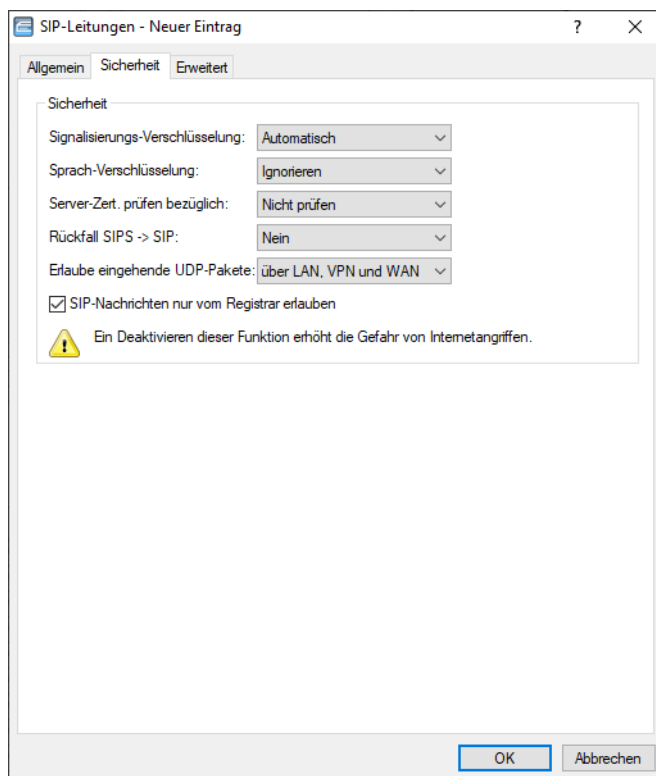 SIP-Leitungen - Neuer Eintrag
Allgemein Sicherheit Erweitert
Sicherheit
Signalisierungs-Verschlüsselung: Automatisch
Sprach-Verschlüsselung: Ignorieren
Server-Zert. prüfen bezüglich: Nicht prüfen
Rückfall SIPS -> SIP: Nein
Erlaube eingehende UDP-Pakete: über LAN, VPN und WAN
SIP-Nachrichten nur vom Registrar erlauben
Ein Deaktivieren dieser Funktion erhöht die Gefahr von Internetangriffen.
OK Abbrechen